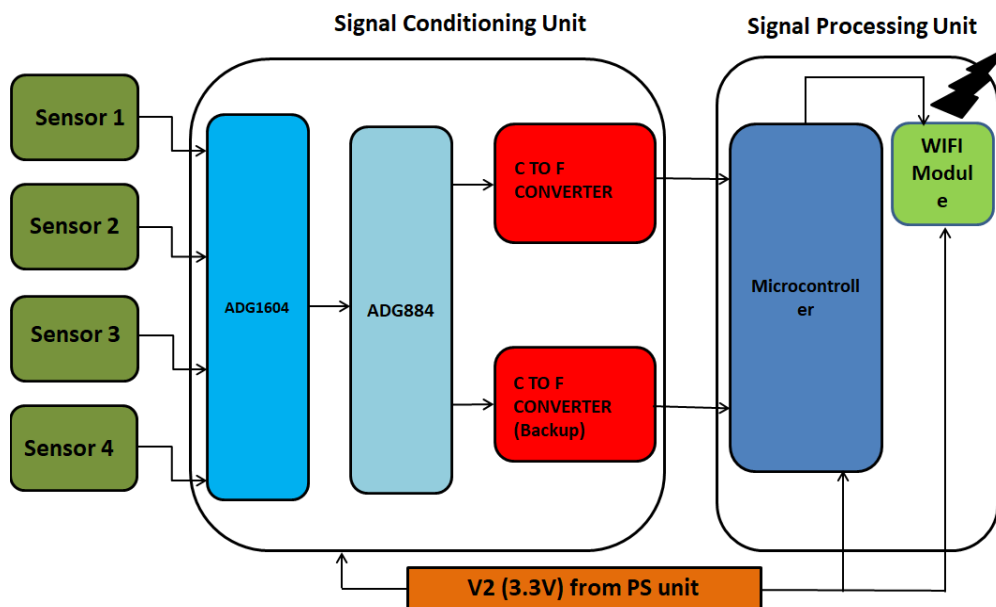 Signal Conditioning Unit
Signal Processing Unit
Sensor 1
Sensor 2
Sensor 3
Sensor 4
ADG1604
ADG884
C TO F
CONVERTER
C TO F
CONVERTER
(Backup)
Microcontroll
er
WIFI
Modul
e
V2 (3.3V) from PS unit